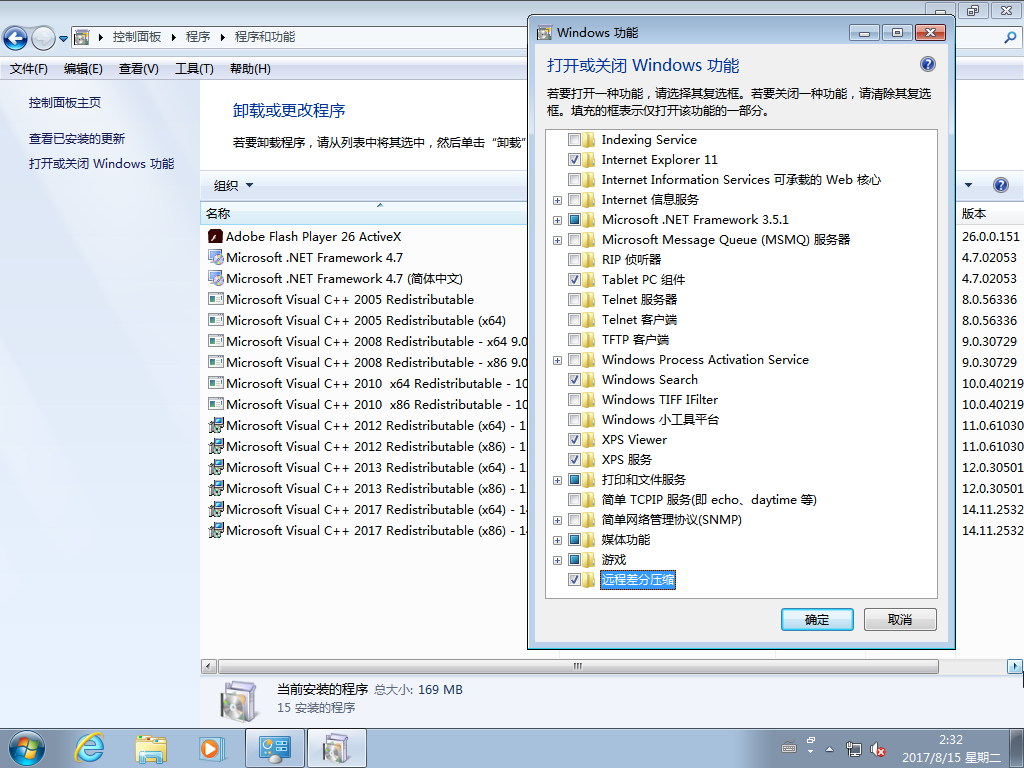 控制面板 程序 程序和功能
文件(F) 编辑(E) 查看(V) 工具(T) 帮助(H)
控制面板主页
查看已安装的更新
打开或关闭 Windows 功能
卸载或更改程序
若要卸载程序，请从列表中将其选中，然后单击“卸载”
组织
名称
版本
Adobe Flash Player 26 ActiveX
26.0.0.151
Microsoft .NET Framework 4.7
4.7.02053
Microsoft .NET Framework 4.7 (简体中文)
4.7.02053
Microsoft Visual C++ 2005 Redistributable
8.0.56336
Microsoft Visual C++ 2005 Redistributable (x64)
8.0.56336
Microsoft Visual C++ 2008 Redistributable - x64 9.0
9.0.30729
Microsoft Visual C++ 2008 Redistributable - x86 9.0
9.0.30729
Microsoft Visual C++ 2010 x64 Redistributable - 10
10.0.40219
Microsoft Visual C++ 2010 x86 Redistributable - 10
10.0.40219
Microsoft Visual C++ 2012 Redistributable (x64) - 1
11.0.61030
Microsoft Visual C++ 2012 Redistributable (x86) - 1
11.0.61030
Microsoft Visual C++ 2013 Redistributable (x64) - 1
12.0.30501
Microsoft Visual C++ 2013 Redistributable (x86) - 1
12.0.30501
Microsoft Visual C++ 2017 Redistributable (x64) - 14
14.11.2532
Microsoft Visual C++ 2017 Redistributable (x86) - 14
14.11.2532
当前安装的程序 总大小: 169 MB
15 安装的程序
Windows 功能
打开或关闭 Windows 功能
若要打开一种功能，请选择其复选框。若要关闭一种功能，请清除其复选
框。填充的框表示仅打开该功能的一部分。
Indexing Service
Internet Explorer 11
Internet Information Services 可承载的 Web 核心
Internet 信息服务
Microsoft .NET Framework 3.5.1
Microsoft Message Queue (MSMQ) 服务器
RIP 侦听器
Tablet PC 组件
Telnet 服务器
Telnet 客户端
TFTP 客户端
Windows Process Activation Service
Windows Search
Windows TIFF IFilter
Windows 小工具平台
XPS Viewer
XPS 服务
打印和文件服务
简单 TCPIP 服务(即 echo、daytime 等)
简单网络管理协议(SNMP)
媒体功能
游戏
远程差分压缩
确定
取消
2:32
2017/8/15 星期二